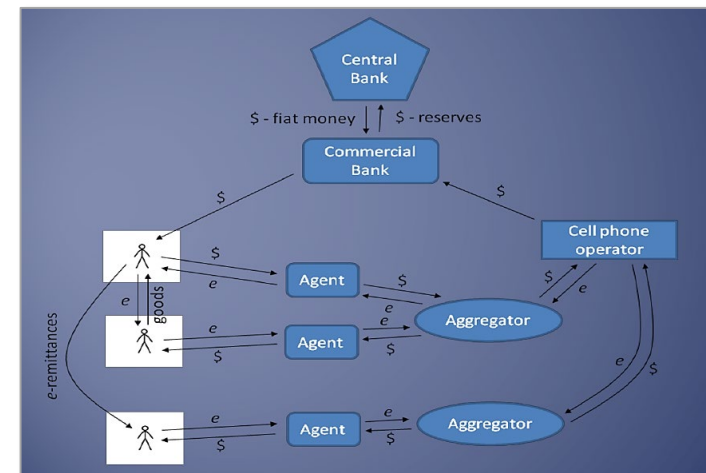 Central
Bank
$ - fiat money
$ - reserves
Commercial
Bank
$
$
Cell phone
operator
$
e
Agent
$
e
$
e
e
goods
Aggregator
e
$
Agent
e
$
e-remittances
e
$
e
$
Agent
e
$
Aggregator